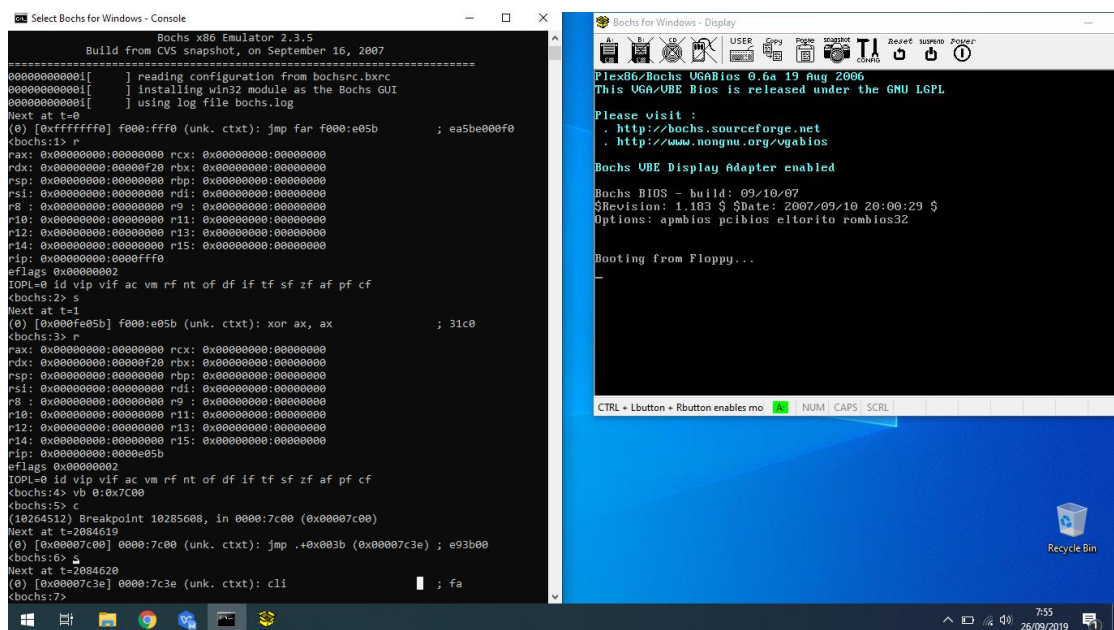 Select Bochs for Windows - Console
Bochs x86 Emulator 2.3.5
Build from CVS snapshot, on September 16, 2007
========================================================================
00000000000i[     ] reading configuration from bochsrc.bxrc
00000000000i[     ] installing win32 module as the Bochs GUI
00000000000i[     ] using log file bochs.log
Next at t=0
(0) [0xfffffff0] f000:fff0 (unk. ctxt): jmp far f000:e05b         ; ea5be000f0
<bochs:1> r
rax: 0x00000000:00000000 rcx: 0x00000000:00000000
rdx: 0x00000000:00000f20 rbx: 0x00000000:00000000
rsp: 0x00000000:00000000 rbp: 0x00000000:00000000
rsi: 0x00000000:00000000 rdi: 0x00000000:00000000
r8 : 0x00000000:00000000 r9 : 0x00000000:00000000
r10: 0x00000000:00000000 r11: 0x00000000:00000000
r12: 0x00000000:00000000 r13: 0x00000000:00000000
r14: 0x00000000:00000000 r15: 0x00000000:00000000
rip: 0x00000000:0000fff0
eflags 0x00000002
IOPL=0 id vip vif ac vm rf nt of df if tf sf zf af pf cf
<bochs:2> s
Next at t=1
(0) [0x000fe05b] f000:e05b (unk. ctxt): xor ax, ax                ; 31c0
<bochs:3> r
rax: 0x00000000:00000000 rcx: 0x00000000:00000000
rdx: 0x00000000:00000f20 rbx: 0x00000000:00000000
rsp: 0x00000000:00000000 rbp: 0x00000000:00000000
rsi: 0x00000000:00000000 rdi: 0x00000000:00000000
r8 : 0x00000000:00000000 r9 : 0x00000000:00000000
r10: 0x00000000:00000000 r11: 0x00000000:00000000
r12: 0x00000000:00000000 r13: 0x00000000:00000000
r14: 0x00000000:00000000 r15: 0x00000000:00000000
rip: 0x00000000:0000e05b
eflags 0x00000002
IOPL=0 id vip vif ac vm rf nt of df if tf sf zf af pf cf
<bochs:4> vb 0:0x7C00
<bochs:5> c
(10264512) Breakpoint 10285608, in 0000:7c00 (0x00007c00)
Next at t=2084619
(0) [0x00007c00] 0000:7c00 (unk. ctxt): jmp .+0x003b (0x00007c3e) ; e93b00
<bochs:6> s
Next at t=2084620
(0) [0x00007c3e] 0000:7c3e (unk. ctxt): cli                       ; fa
<bochs:7>
Bochs for Windows - Display
A: B: CD USER Copy Paste snapshot CONFIG Reset SUSPEND Power
Plex86/Bochs VGABios 0.6a 19 Aug 2006
This VGA/VBE Bios is released under the GNU LGPL
Please visit :
. http://bochs.sourceforge.net
. http://www.nongnu.org/vgabios
Bochs VBE Display Adapter enabled
Bochs BIOS - build: 09/10/07
$Revision: 1.183 $ $Date: 2007/09/10 20:00:29 $
Options: apmbios pcibios eltorito rombios32
Booting from Floppy...
CTRL + Lbutton + Rbutton enables mo A: NUM CAPS SCRL
Recycle Bin
7:55
26/09/2019